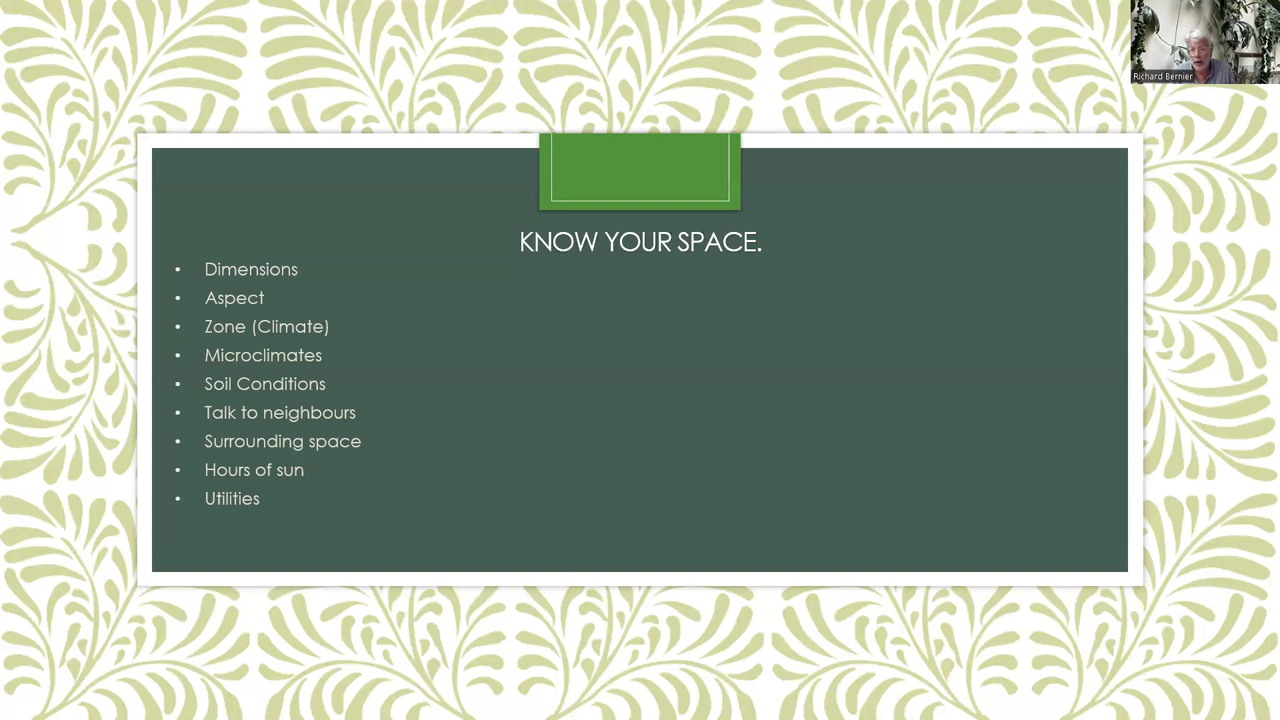 Richard Bernier
KNOW YOUR SPACE.
• Dimensions
• Aspect
• Zone (Climate)
• Microclimates
• Soil Conditions
• Talk to neighbours
• Surrounding space
• Hours of sun
• Utilities